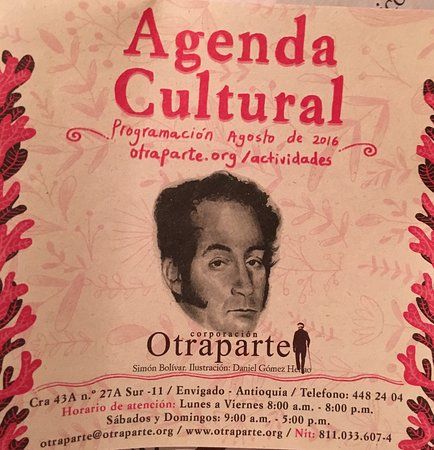 Agenda
Cultural
Programación Agosto de 2016
otraparte.org/actividades
corporación
Otraparte
Simón Bolívar. Ilustración: Daniel Gómez Henao
Cra 43A n.º 27A Sur -11 / Envigado - Antioquia / Telefono: 448 24 04
Horario de atención: Lunes a Viernes 8:00 a.m. - 8:00 p.m.
Sábados y Domingos: 9:00 a.m. - 5:00 p.m.
otraparte@otraparte.org / www.otraparte.org / Nit: 811.033.607-4